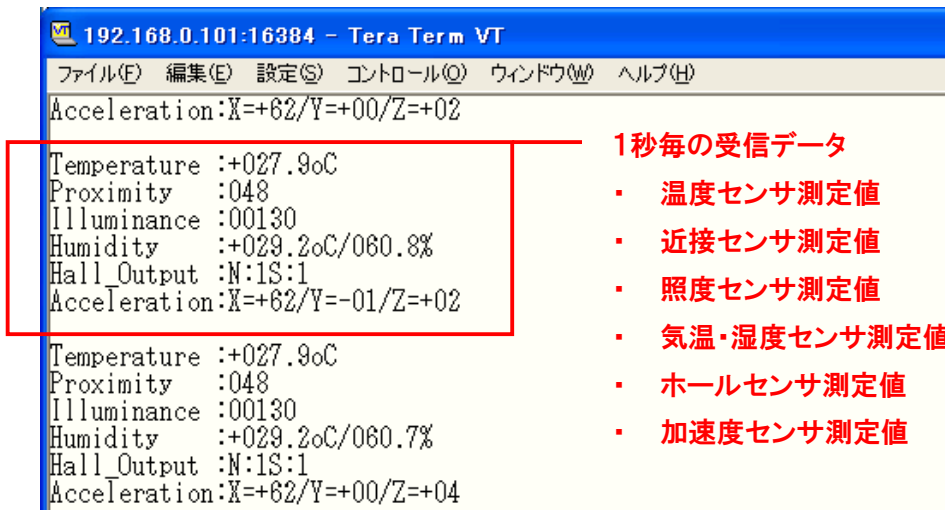 192.168.0.101:16384 - Tera Term VT
ファイル(F) 編集(E) 設定(S) コントロール(O) ウィンドウ(W) ヘルプ(H)
Acceleration:X=+62/Y=+00/Z=+02
Temperature :+027.9oC
Proximity :048
Illuminance :00130
Humidity :+029.2oC/060.8%
Hall_Output :N:1S:1
Acceleration:X=+62/Y=-01/Z=+02
Temperature :+027.9oC
Proximity :048
Illuminance :00130
Humidity :+029.2oC/060.7%
Hall_Output :N:1S:1
Acceleration:X=+62/Y=+00/Z=+04
1秒毎の受信データ
・ 温度センサ測定値
・ 近接センサ測定値
・ 照度センサ測定値
・ 気温・湿度センサ測定値
・ ホールセンサ測定値
・ 加速度センサ測定値